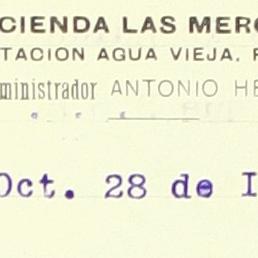 CIENDA LAS MERC
TACION AGUA VIEJA.
ministrador ANTONIO HE
Oct. 28 de I